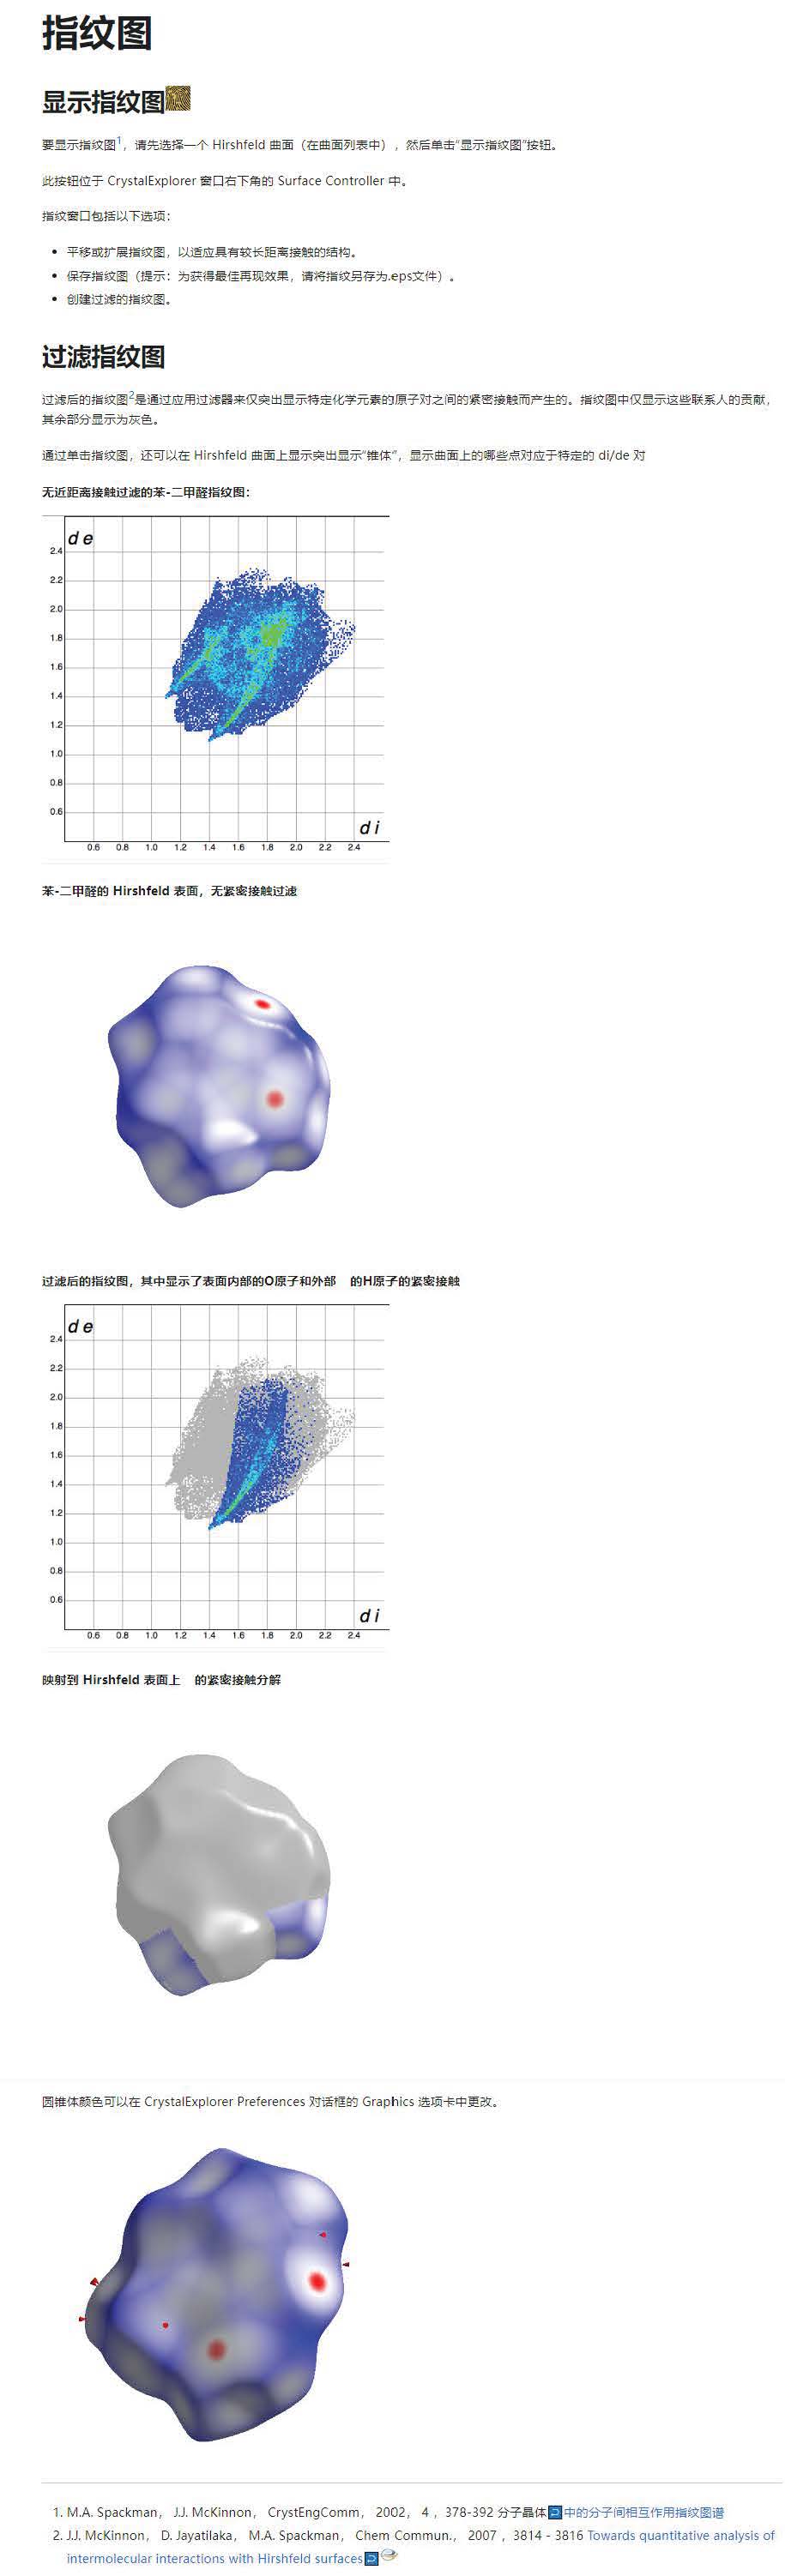 指纹图
显示指纹图
要显示指纹图1，请先选择一个 Hirshfeld 曲面（在曲面列表中），然后单击“显示指纹图”按钮。
此按钮位于 CrystalExplorer 窗口右下角的 Surface Controller 中。
指纹窗口包括以下选项：
• 平移或扩展指纹图，以适应具有较长距离接触的结构。
• 保存指纹图（提示：为获得最佳再现效果，请将指纹另存为.eps文件）。
• 创建过滤的指纹图。
过滤指纹图
过滤后的指纹图2是通过应用过滤器来仅突出显示特定化学元素的原子对之间的紧密接触而产生的。指纹图中仅显示这些联系人的贡献，
其余部分显示为灰色。
通过单击指纹图，还可以在 Hirshfeld 曲面上显示突出显示“锥体”，显示曲面上的哪些点对应于特定的 di/de 对
无近距离接触过滤的苯-二甲醛指纹图：
d e
2.4
2.2
2.0
1.8
1.6
1.4
1.2
1.0
0.8
0.6
d i
0.6 0.8 1.0 1.2 1.4 1.6 1.8 2.0 2.2 2.4
苯-二甲醛的 Hirshfeld 表面，无紧密接触过滤
过滤后的指纹图，其中显示了表面内部的O原子和外部 的H原子的紧密接触
d e
2.4
2.2
2.0
1.8
1.6
1.4
1.2
1.0
0.8
0.6
d i
0.6 0.8 1.0 1.2 1.4 1.6 1.8 2.0 2.2 2.4
映射到 Hirshfeld 表面上 的紧密接触分解
圆锥体颜色可以在 CrystalExplorer Preferences 对话框的 Graphics 选项卡中更改。
1. M.A. Spackman， J.J. McKinnon， CrystEngComm， 2002， 4 ，378-392 分子晶体中的分子间相互作用指纹图谱
2. J.J. McKinnon， D. Jayatilaka， M.A. Spackman， Chem Commun.， 2007 ，3814 - 3816 Towards quantitative analysis of
intermolecular interactions with Hirshfeld surfaces